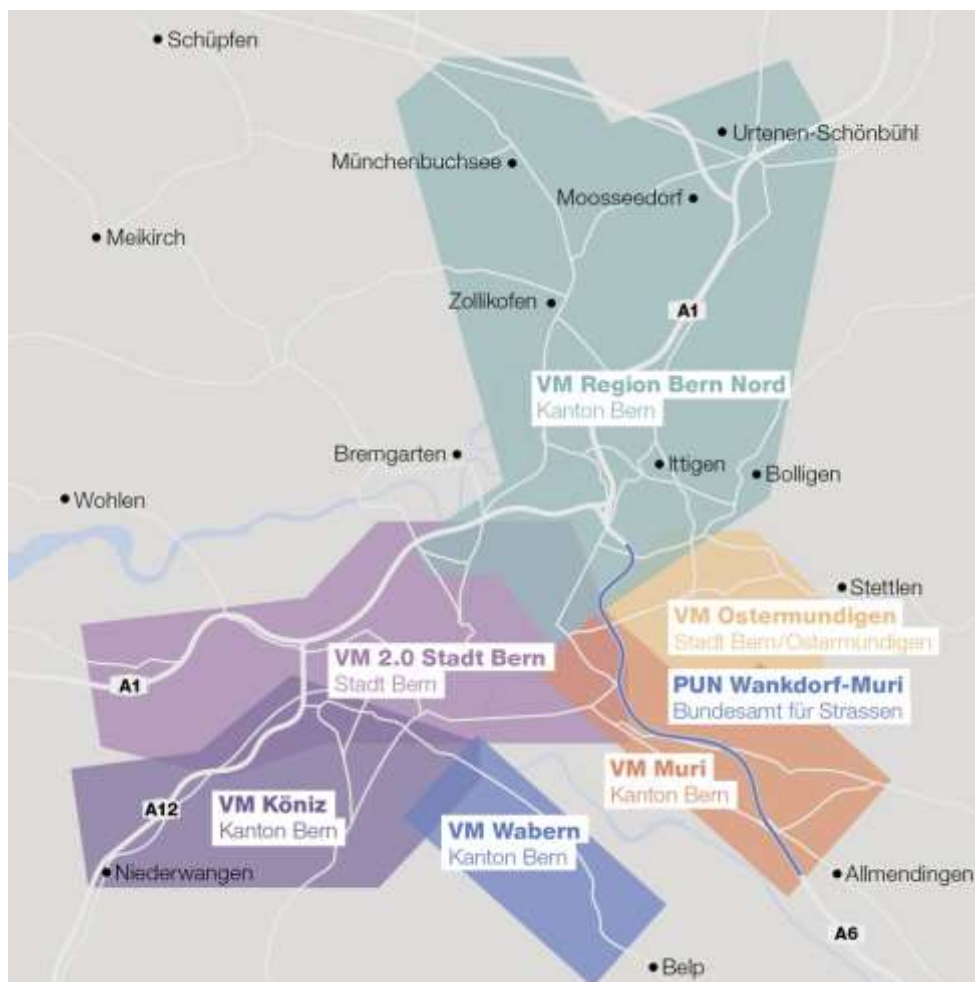 Schüpfen
Urtenen-Schönbühl
Münchenbuchsee
Moosseedorf
Meikirch
Zollikofen
A1
VM Region Bern Nord
Kanton Bern
Bremgarten
Ittigen
Bolligen
Wohlen
Stettlen
VM Ostermundigen
Stadt Bern/Ostermundigen
VM 2.0 Stadt Bern
Stadt Bern
A1
PUN Wankdorf-Muri
Bundesamt für Strassen
VM Muri
Kanton Bern
A12
VM Köniz
Kanton Bern
VM Wabern
Kanton Bern
Niederwangen
Allmendingen
A6
Belp